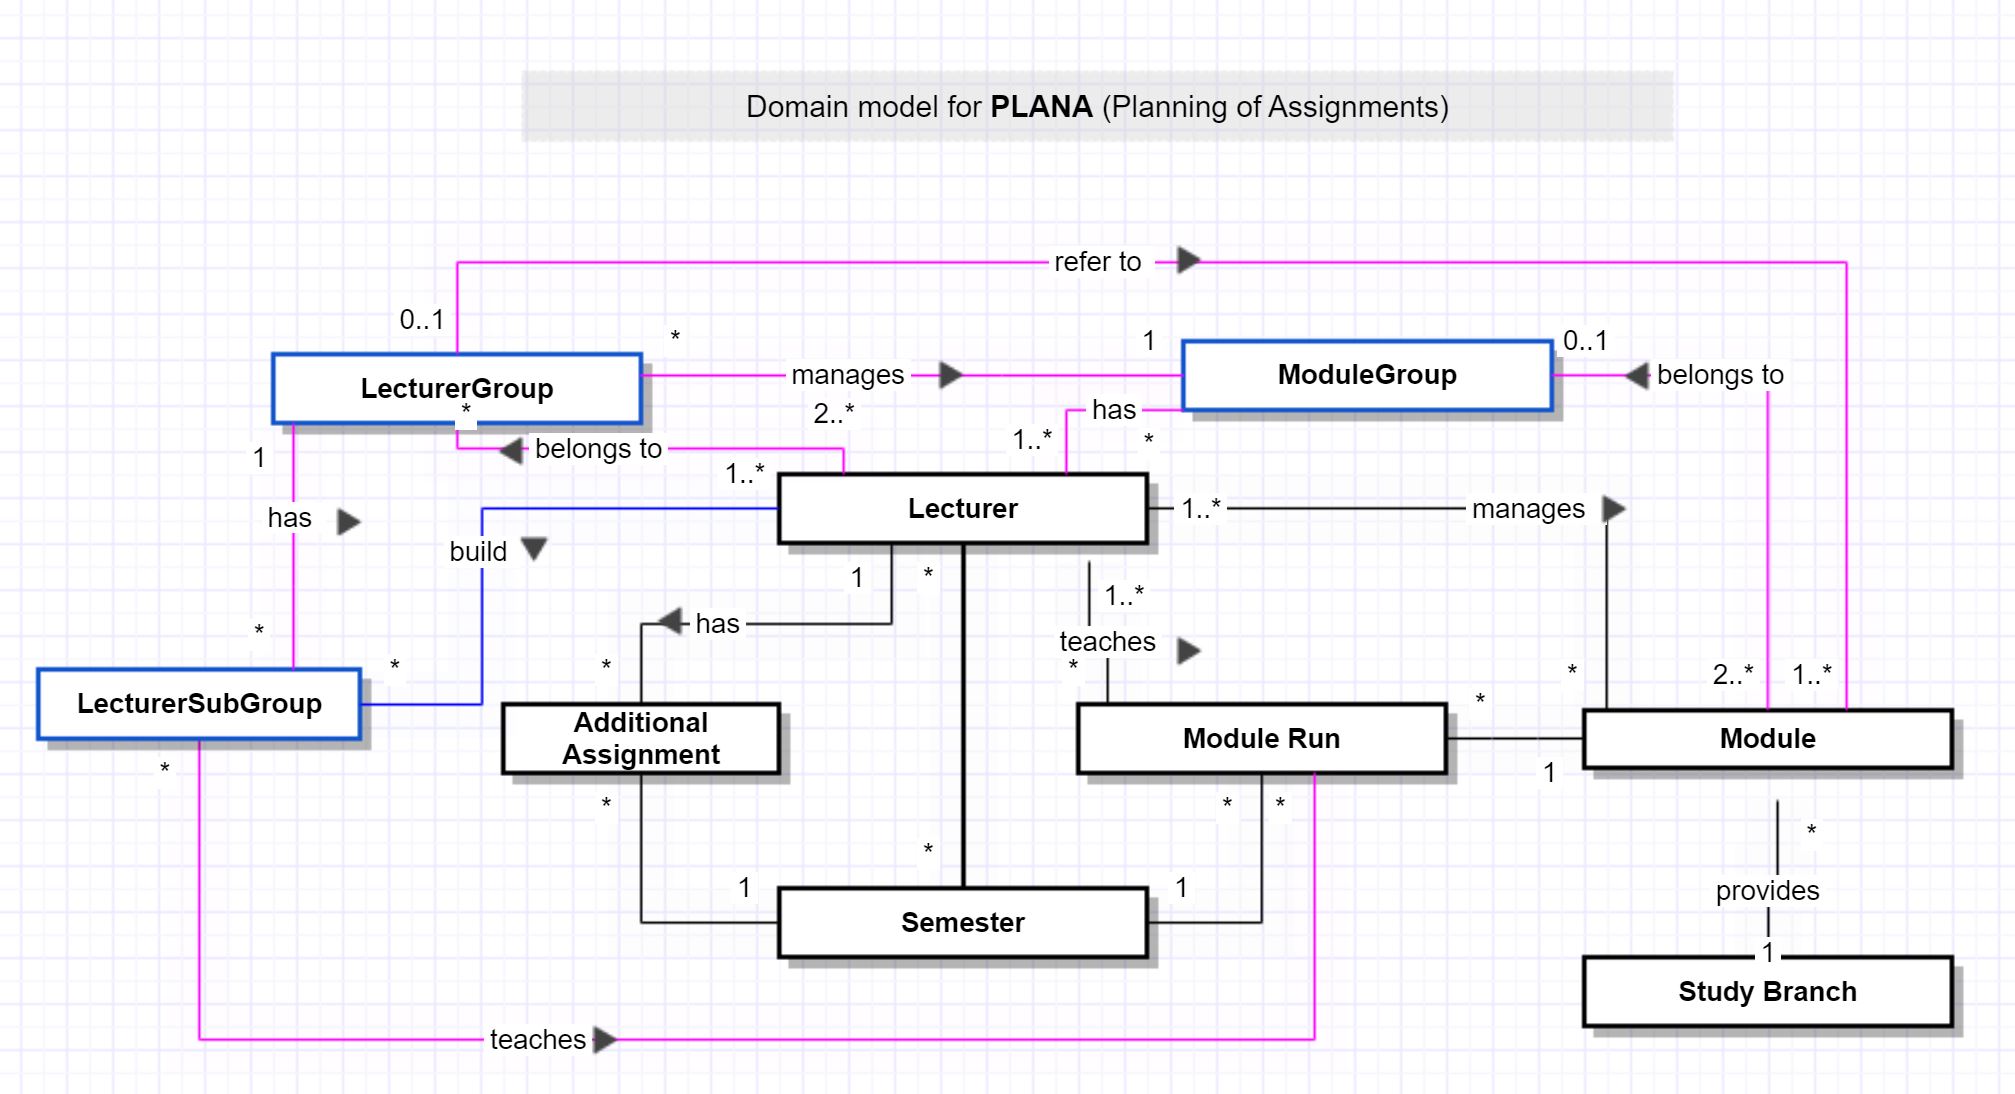 Domain model for PLANA (Planning of Assignments)
refer to
0..1
*
1
0..1
LecturerGroup
*
manages
ModuleGroup
belongs to
2..*
has
1..*
*
1
belongs to
1..*
Lecturer
1..*
manages
has
build
1
*
1..*
teaches
*
*
has
*
*
*
2..*
1..*
*
*
LecturerSubGroup
Additional
Assignment
Module Run
Module
*
1
*
*
*
*
provides
*
1
1
Semester
1
Study Branch
teaches